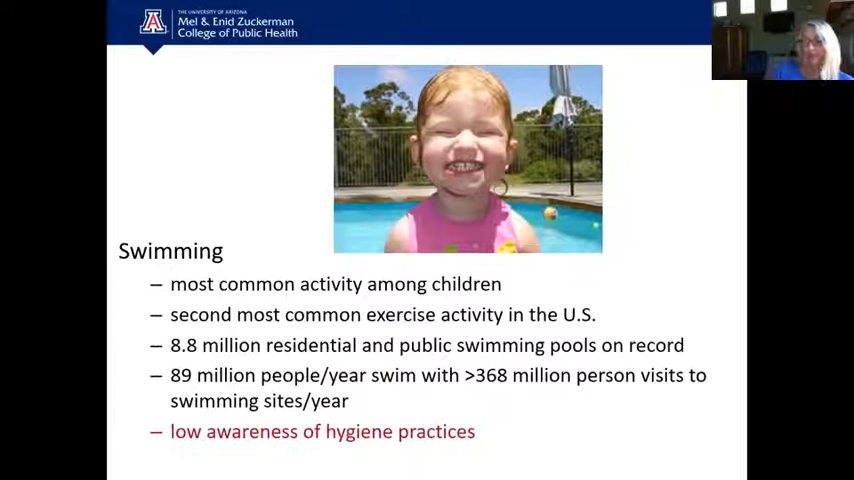 THE UNIVERSITY OF ARIZONA
Mel & Enid Zuckerman
College of Public Health
Swimming
– most common activity among children
– second most common exercise activity in the U.S.
– 8.8 million residential and public swimming pools on record
– 89 million people/year swim with >368 million person visits to
swimming sites/year
– low awareness of hygiene practices